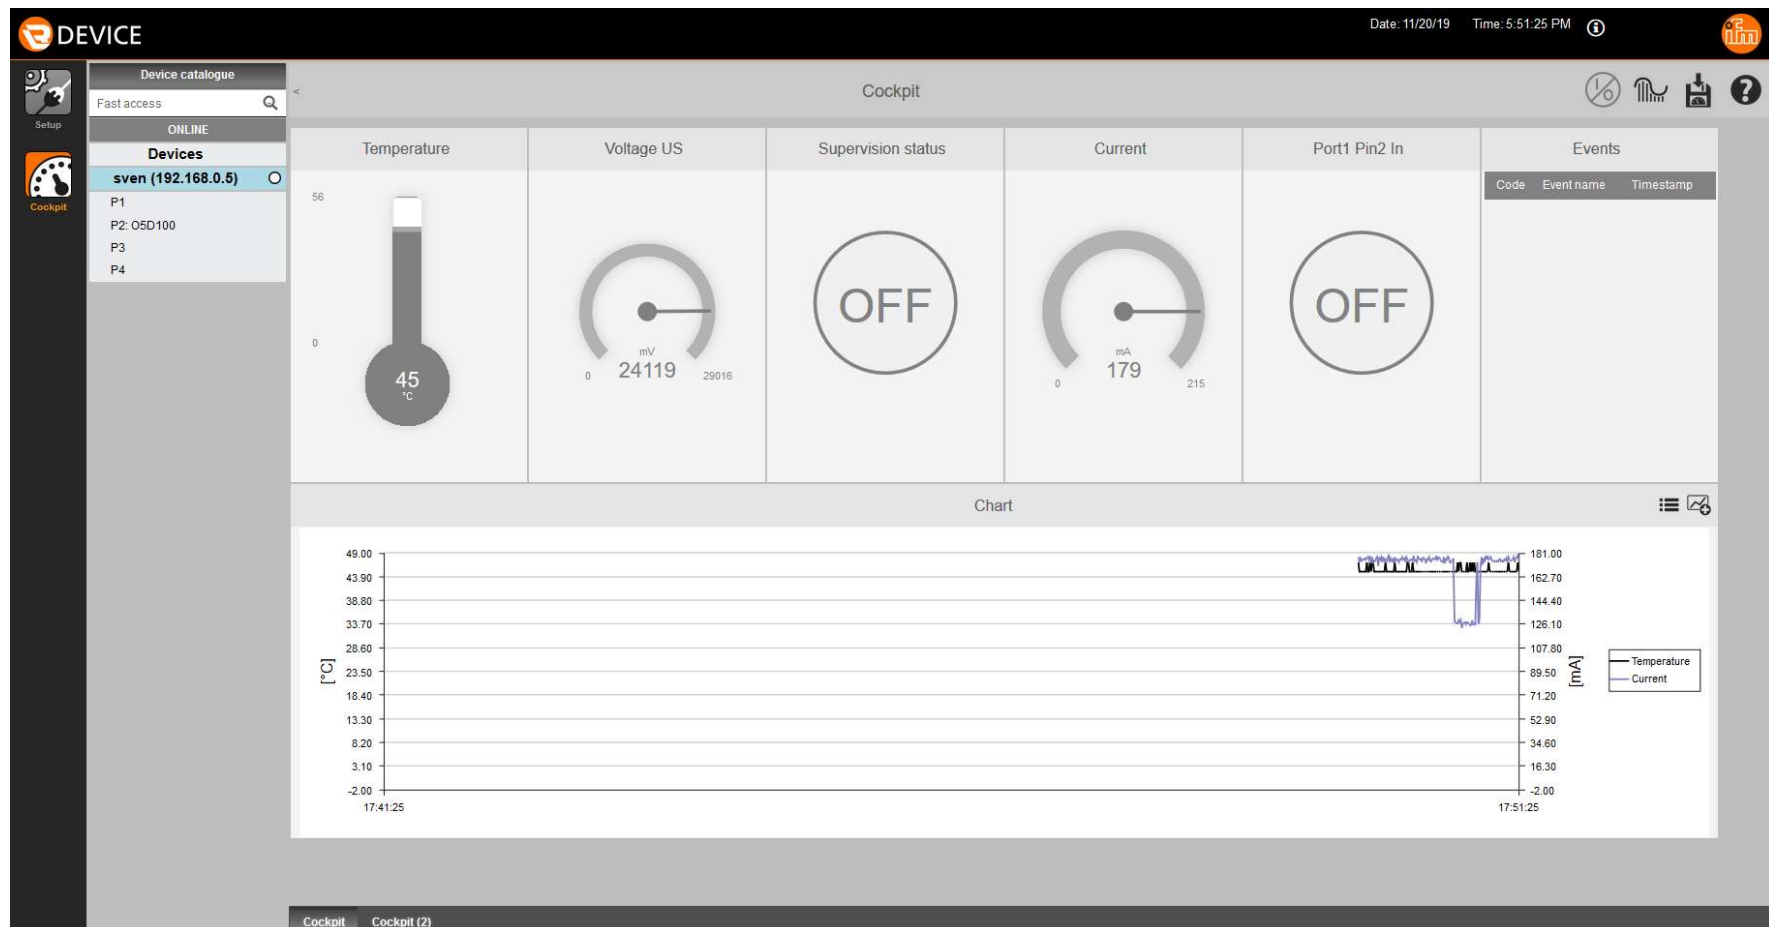 DEVICE
Date: 11/20/19 Time: 5:51:25 PM
ifm
Setup
Cockpit
Device catalogue
Fast access
ONLINE
Devices
sven (192.168.0.5)
P1
P2: O5D100
P3
P4
<
Cockpit
I/O
Temperature
56
0
45
°C
Voltage US
mV
24119
0
29016
Supervision status
OFF
Current
mA
179
0
215
Port1 Pin2 In
OFF
Events
Code Event name Timestamp
Chart
49.00
43.90
38.80
33.70
28.60
23.50
18.40
13.30
8.20
3.10
-2.00
[°C]
17:41:25
17:51:25
181.00
162.70
144.40
126.10
107.80
89.50
71.20
52.90
34.60
16.30
-2.00
[mA]
Temperature
Current
Cockpit Cockpit (2)